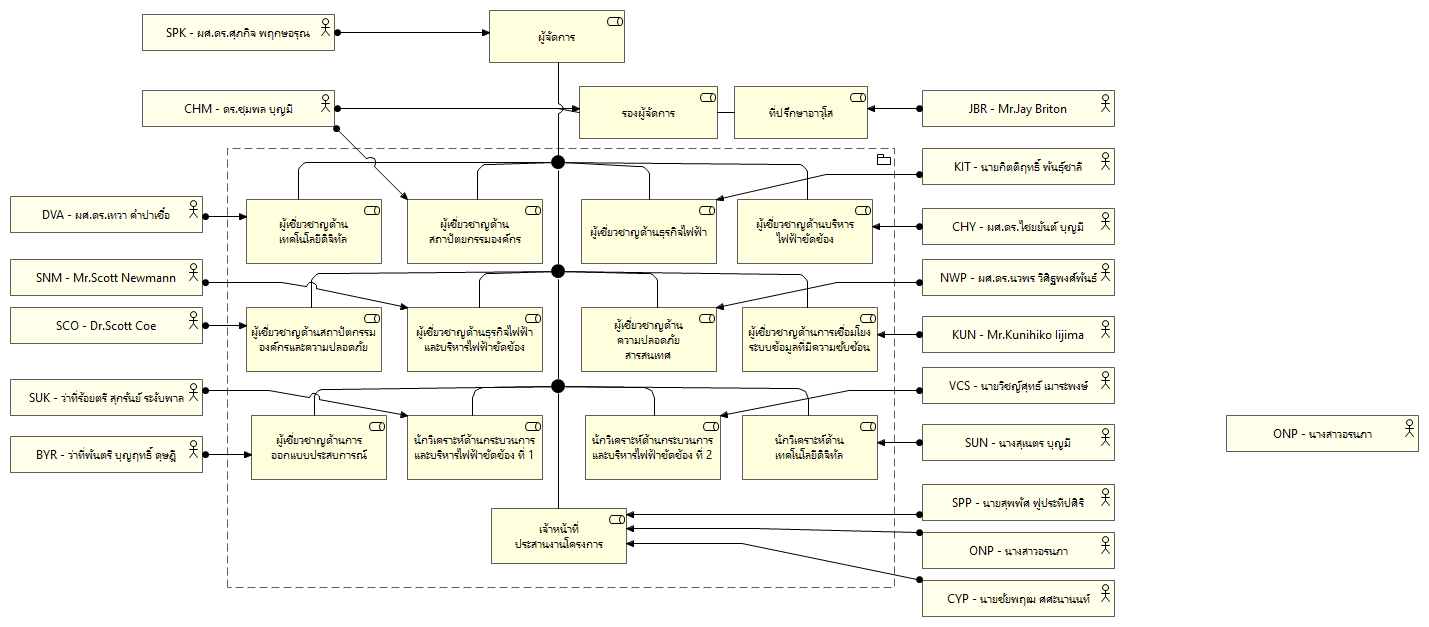 SPK - ผศ.ดร.ศุภกิจ พฤกษอรุณ
ผู้จัดการ
CHM - ดร.ชุมพล บุญมี
รองผู้จัดการ
ที่ปรึกษาอาวุโส
JBR - Mr.Jay Briton
KIT - นายกิตติฤทธิ์ พันธุ์ชาลี
DVA - ผศ.ดร.เทวา คำปาเชื้อ
ผู้เชี่ยวชาญด้าน
เทคโนโลยีดิจิทัล
ผู้เชี่ยวชาญด้าน
สถาปัตยกรรมองค์กร
ผู้เชี่ยวชาญด้านธุรกิจไฟฟ้า
ผู้เชี่ยวชาญด้านบริหาร
ไฟฟ้าขัดข้อง
CHY - ผศ.ดร.ไชยยันต์ บุญมี
SNM - Mr.Scott Newmann
NWP - ผศ.ดร.นวพร วิสิฐพงศ์พันธ์
SCO - Dr.Scott Coe
ผู้เชี่ยวชาญด้านสถาปัตกรรม
องค์กรและความปลอดภัย
ผู้เชี่ยวชาญด้านธุรกิจไฟฟ้า
และบริหารไฟฟ้าขัดข้อง
ผู้เชี่ยวชาญด้าน
ความปลอดภัย
สารสนเทศ
ผู้เชี่ยวชาญด้านการเชื่อมโยง
ระบบข้อมูลที่มีความซับซ้อน
KUN - Mr.Kunihiko Iijima
SUK - ว่าที่ร้อยตรี สุกรันย์ ระงับพาล
VCS - นายวิชญ์ศุทธ์ เมาระพงษ์
BYR - ว่าที่พันตรี บุญฤทธิ์ ดุษฎี
ผู้เชี่ยวชาญด้านการ
ออกแบบประสบการณ์
นักวิเคราะห์ด้านกระบวนการ
และบริหารไฟฟ้าขัดข้อง ที่ 1
นักวิเคราะห์ด้านกระบวนการ
และบริหารไฟฟ้าขัดข้อง ที่ 2
นักวิเคราะห์ด้าน
เทคโนโลยีดิจิทัล
SUN - นางสุเนตร บุญมี
ONP - นางสาวอรนภา
SPP - นายสุพพัศ ฟูประทีปศิริ
เจ้าหน้าที่
ประสานงานโครงการ
ONP - นางสาวอรนภา
CYP - นายชัยพฤฒ ศศะนานนท์